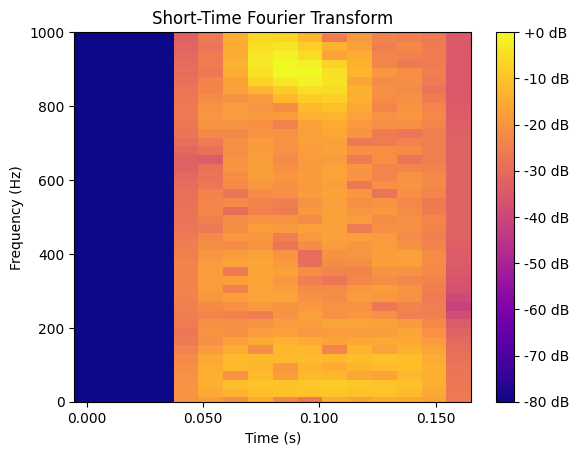 Short-Time Fourier Transform
1000
800
600
400
200
0
Frequency (Hz)
0.000
0.050
0.100
0.150
Time (s)
+0 dB
-10 dB
-20 dB
-30 dB
-40 dB
-50 dB
-60 dB
-70 dB
-80 dB